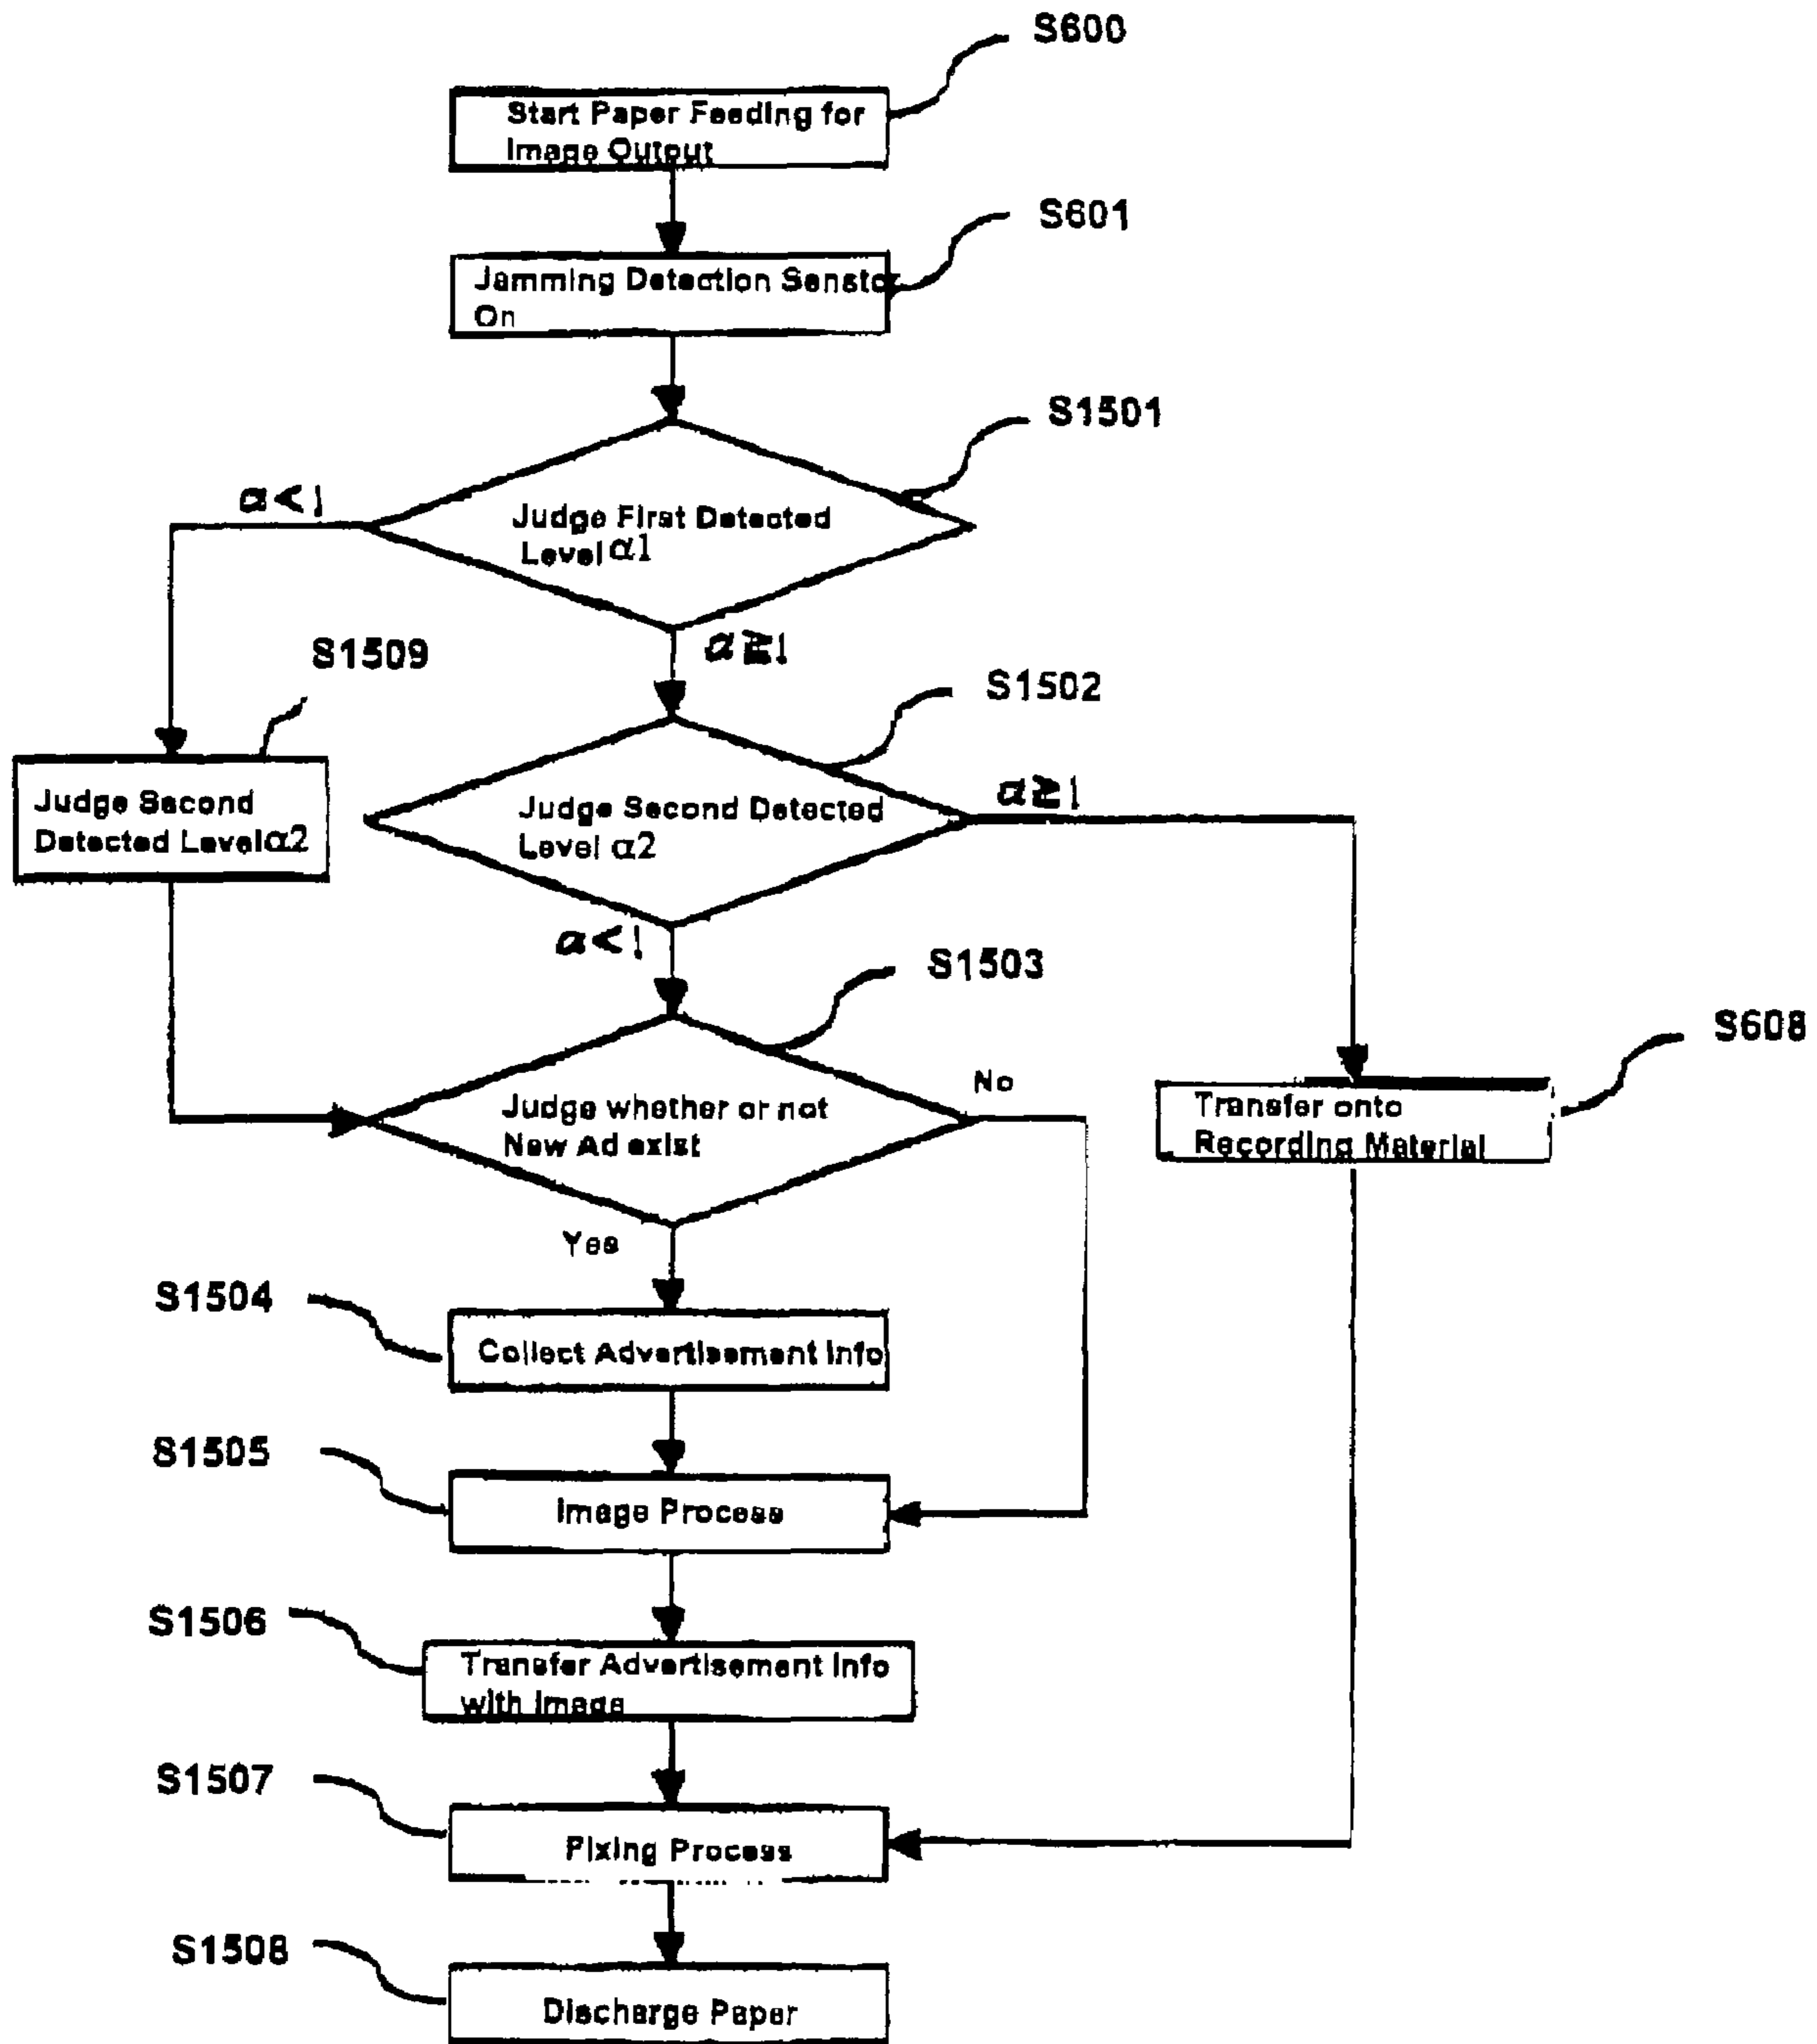 S600
Start Paper Feeding for
Image Output
S601
Jamming Detection Senstor
On
S1501
α<1
Judge First Detected
Level α1
S1509
α≧1
S1502
Judge Second
Detected Level α2
Judge Second Detected
Level α2
α≧1
α<1
S1503
S608
No
Judge whether or not
New Ad exist
Transfer onto
Recording Material
Yes
S1504
Collect Advertisement Info
S1505
Image Process
S1506
Transfer Advertisement Info
with Image
S1507
Fixing Process
S1508
Discharge Paper